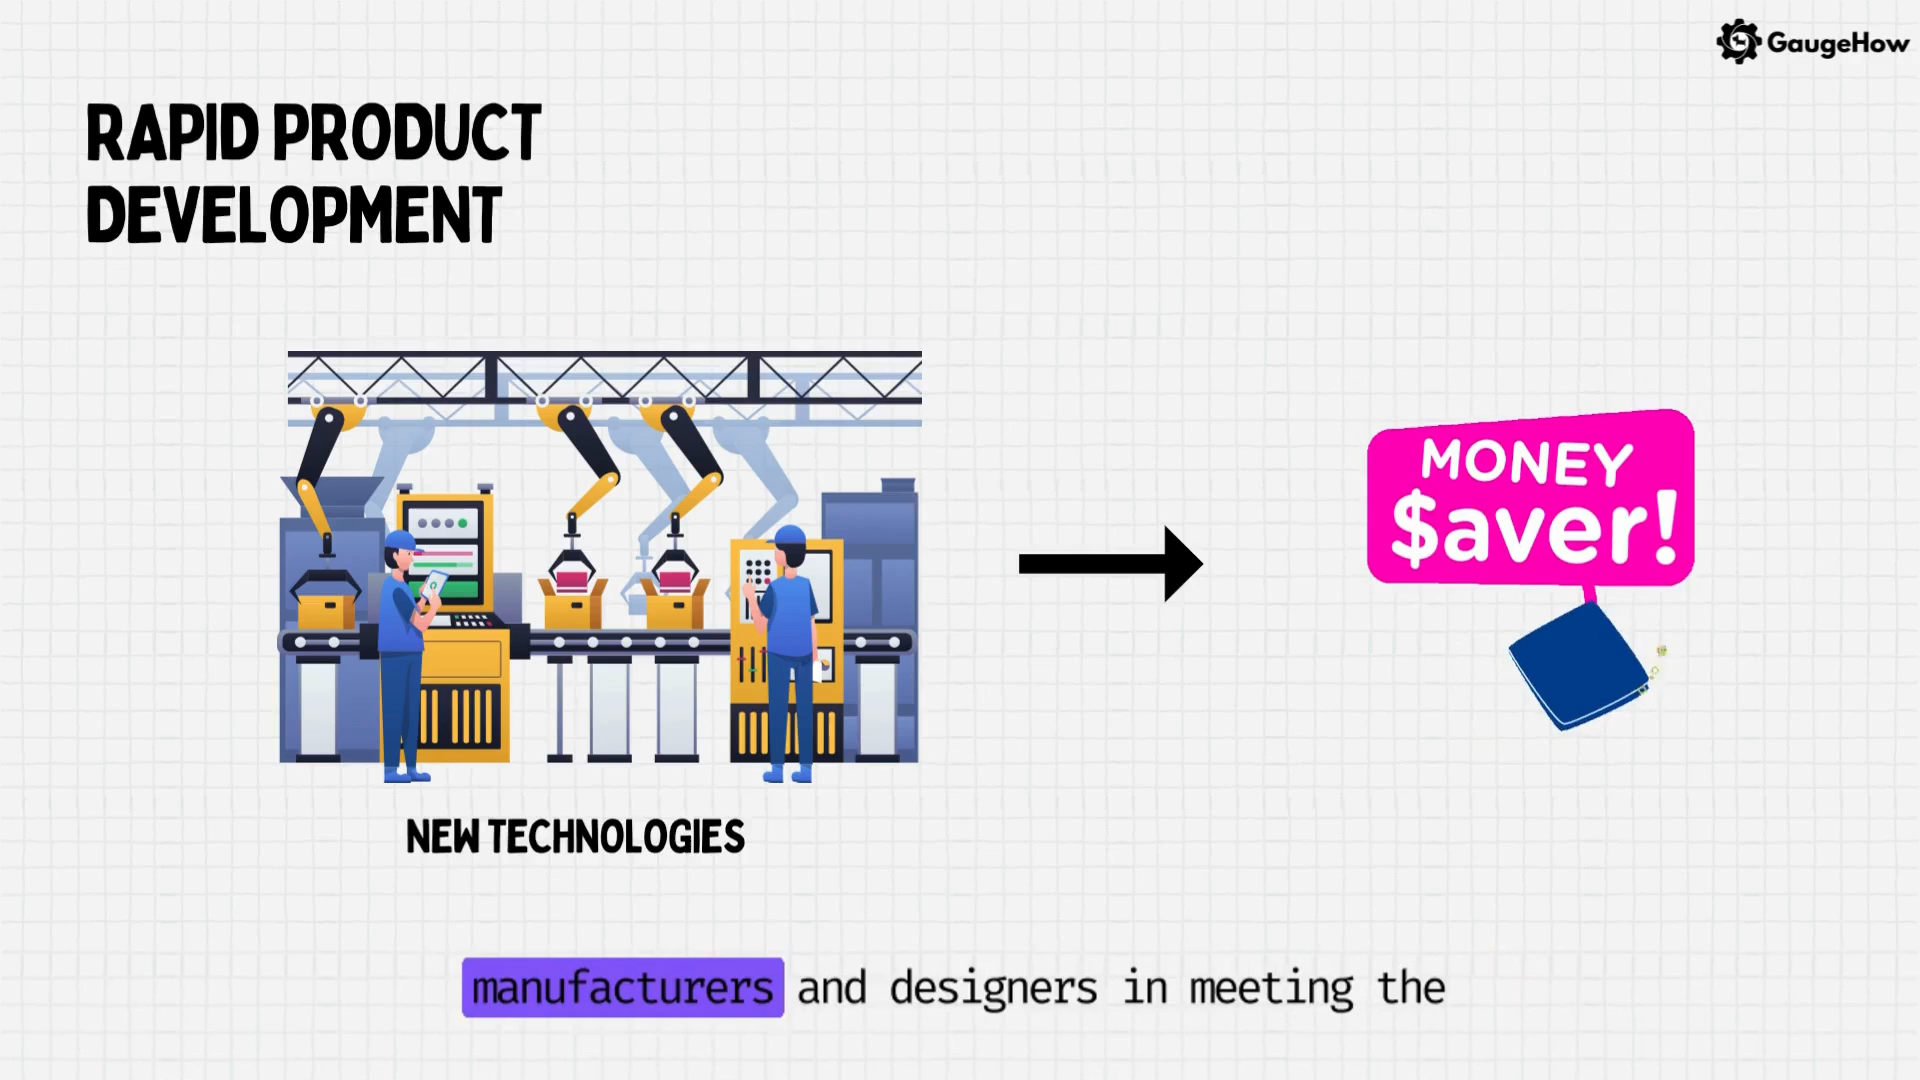 GaugeHow
RAPID PRODUCT
DEVELOPMENT
MONEY
$aver!
NEW TECHNOLOGIES
manufacturers and designers in meeting the